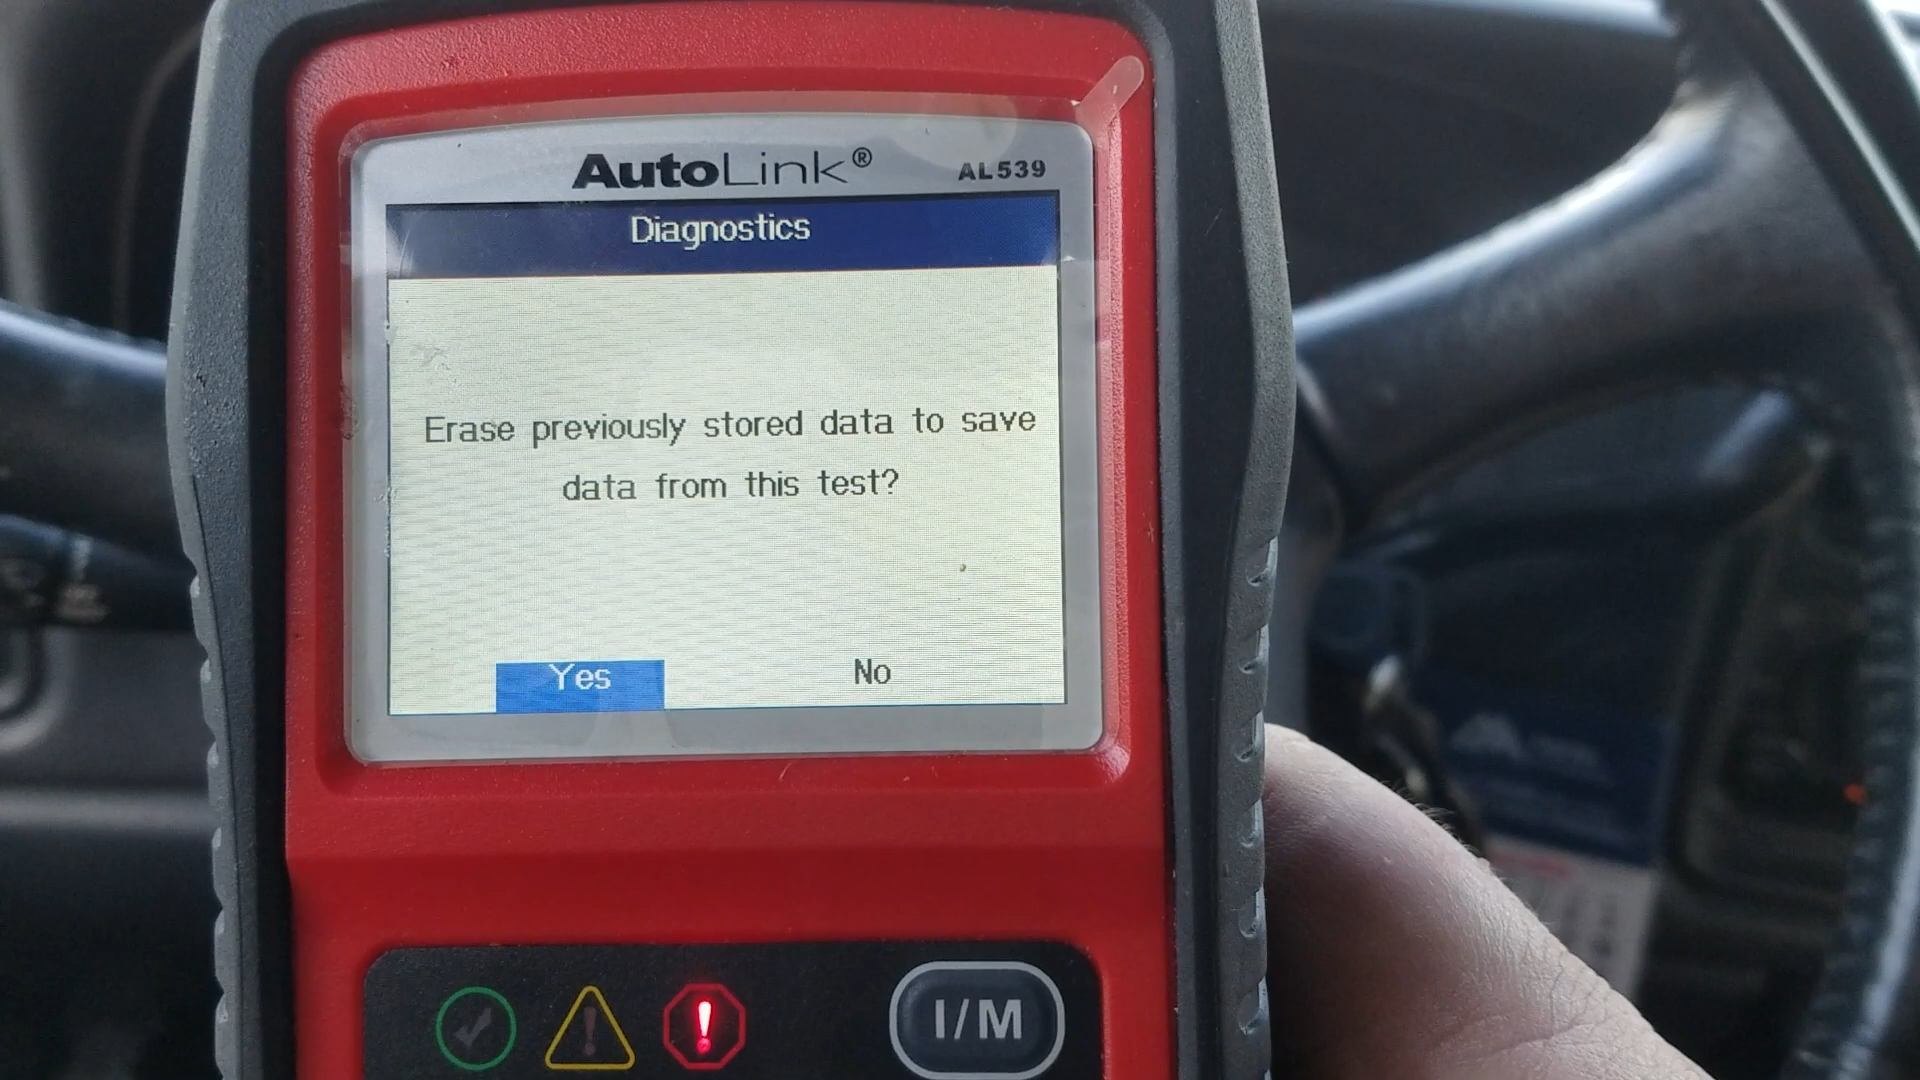 AutoLink®
AL539
Diagnostics
Erase previously stored data to save
data from this test?
Yes No
I/M